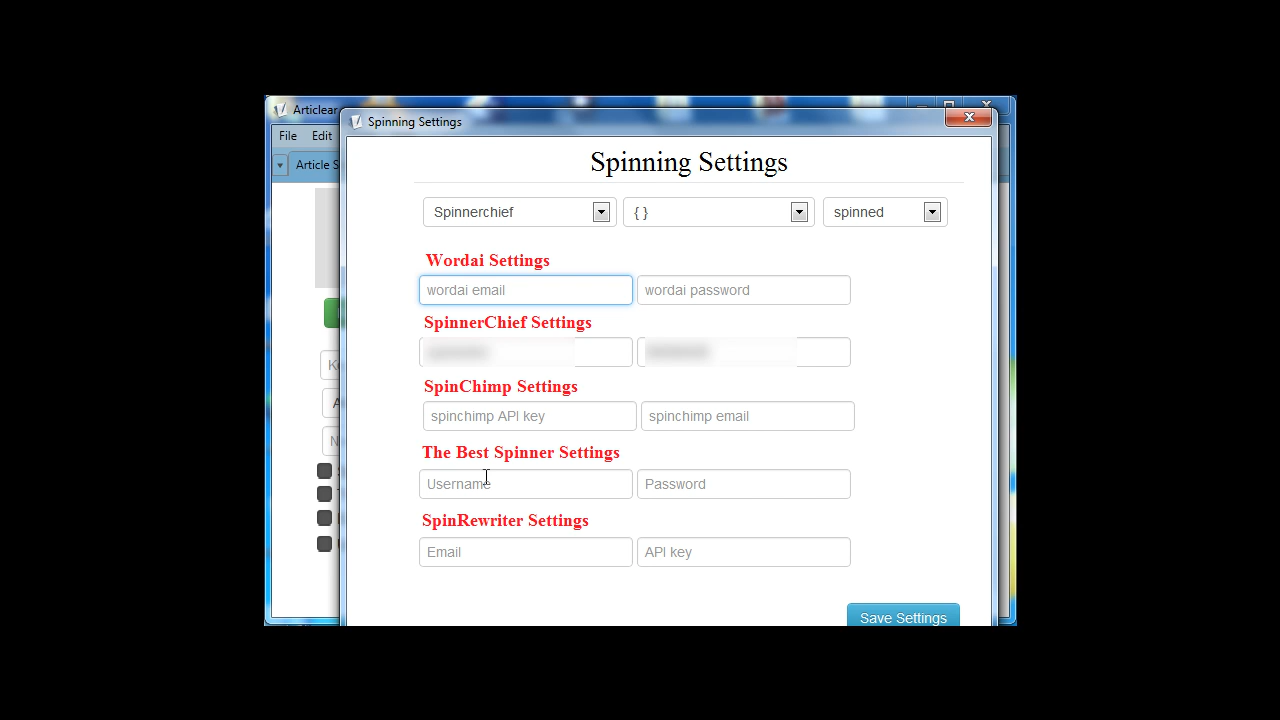 Articlear
Spinning Settings
File Edit
Article S
Spinning Settings
Spinnerchief { } spinned
Wordai Settings
wordai email wordai password
SpinnerChief Settings
SpinChimp Settings
spinchimp API key spinchimp email
The Best Spinner Settings
Username Password
SpinRewriter Settings
Email API key
Save Settings